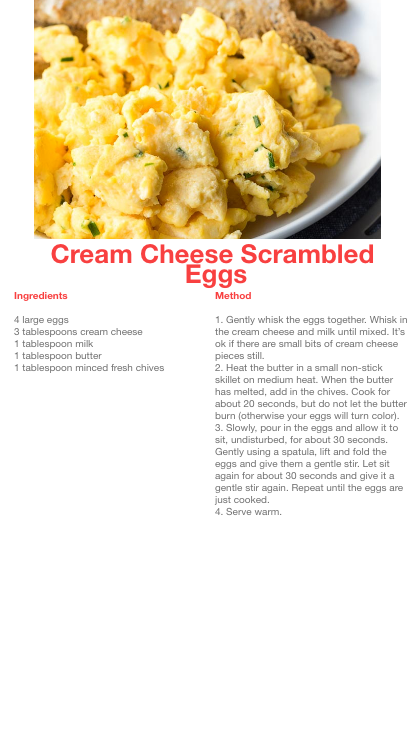 Cream Cheese Scrambled
Eggs
Ingredients
4 large eggs
3 tablespoons cream cheese
1 tablespoon milk
1 tablespoon butter
1 tablespoon minced fresh chives
Method
1. Gently whisk the eggs together. Whisk in
the cream cheese and milk until mixed. It's
ok if there are small bits of cream cheese
pieces still.
2. Heat the butter in a small non-stick
skillet on medium heat. When the butter
has melted, add in the chives. Cook for
about 20 seconds, but do not let the butter
burn (otherwise your eggs will turn color).
3. Slowly, pour in the eggs and allow it to
sit, undisturbed, for about 30 seconds.
Gently using a spatula, lift and fold the
eggs and give them a gentle stir. Let sit
again for about 30 seconds and give it a
gentle stir again. Repeat until the eggs are
just cooked.
4. Serve warm.